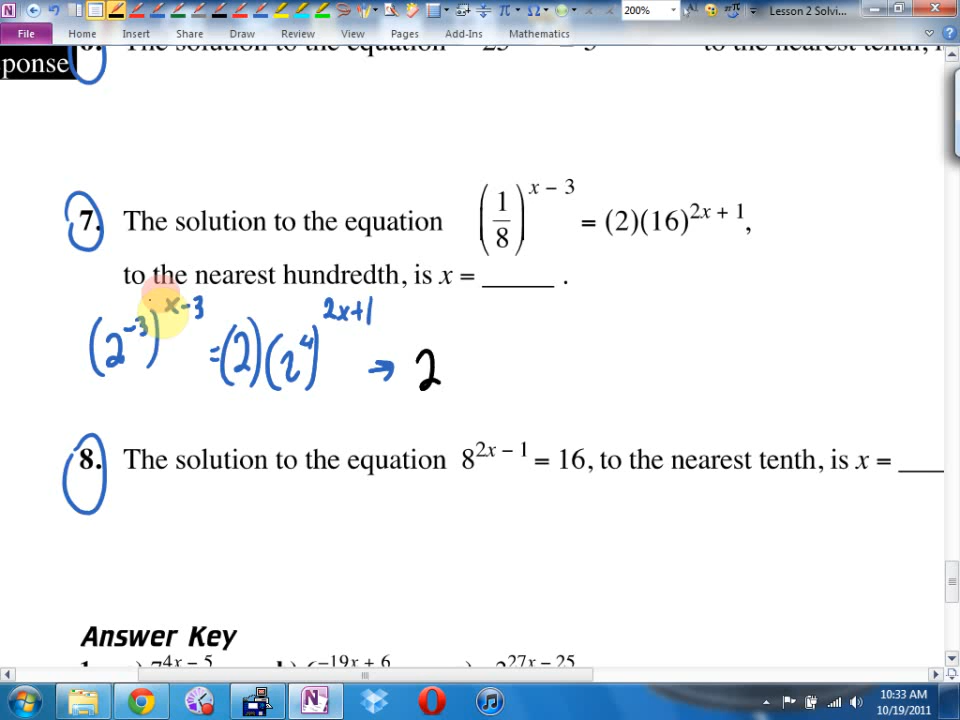 200% Lesson 2 Solvi...
File Home Insert Share Draw Review View Pages Add-Ins Mathematics
ponse
7. The solution to the equation (1/8)^{x − 3} = (2)(16)^{2x + 1},
to the nearest hundredth, is x = _____ .
(2^{-3})^{x-3} = (2)(2^4)^{2x+1} → 2
8. The solution to the equation 8^{2x − 1} = 16, to the nearest tenth, is x = ____
Answer Key
10:33 AM
10/19/2011